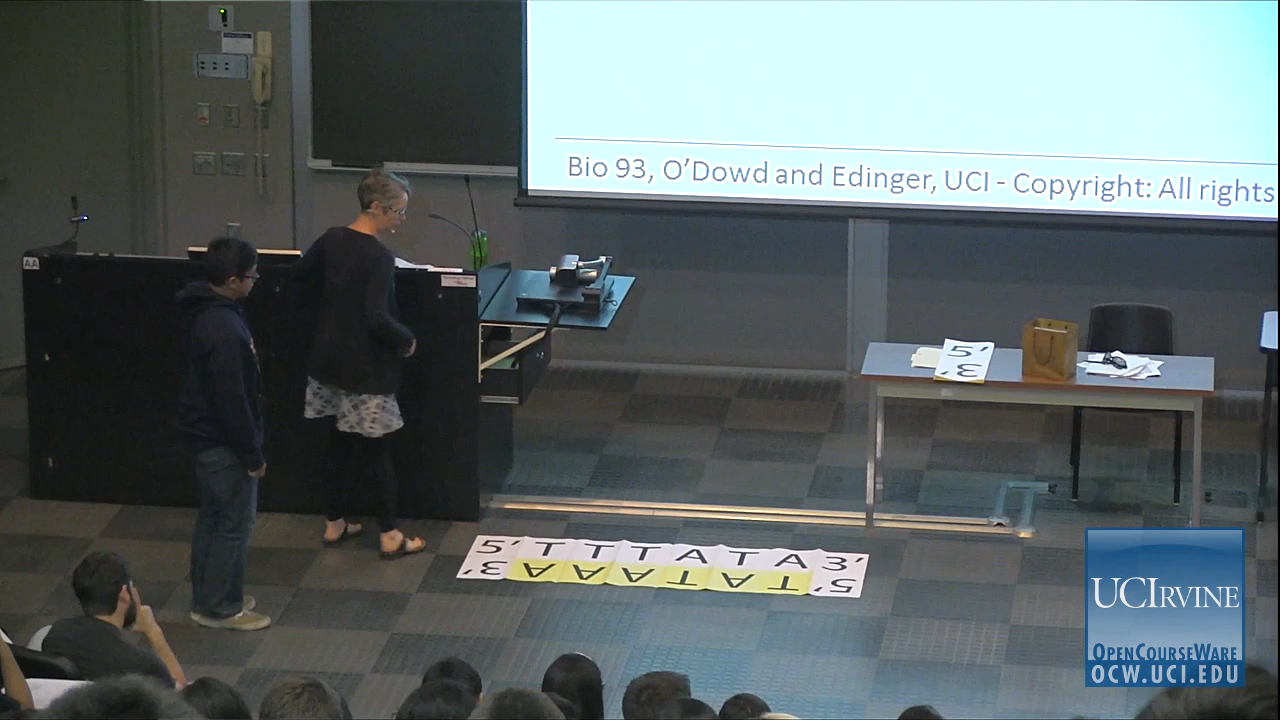 Bio 93, O'Dowd and Edinger, UCI - Copyright: All rights
AA
5'
3'
5' T T T A T A 3'
3' A A A T A T 5'
UCIRVINE
OPENCOURSEWARE
OCW.UCI.EDU